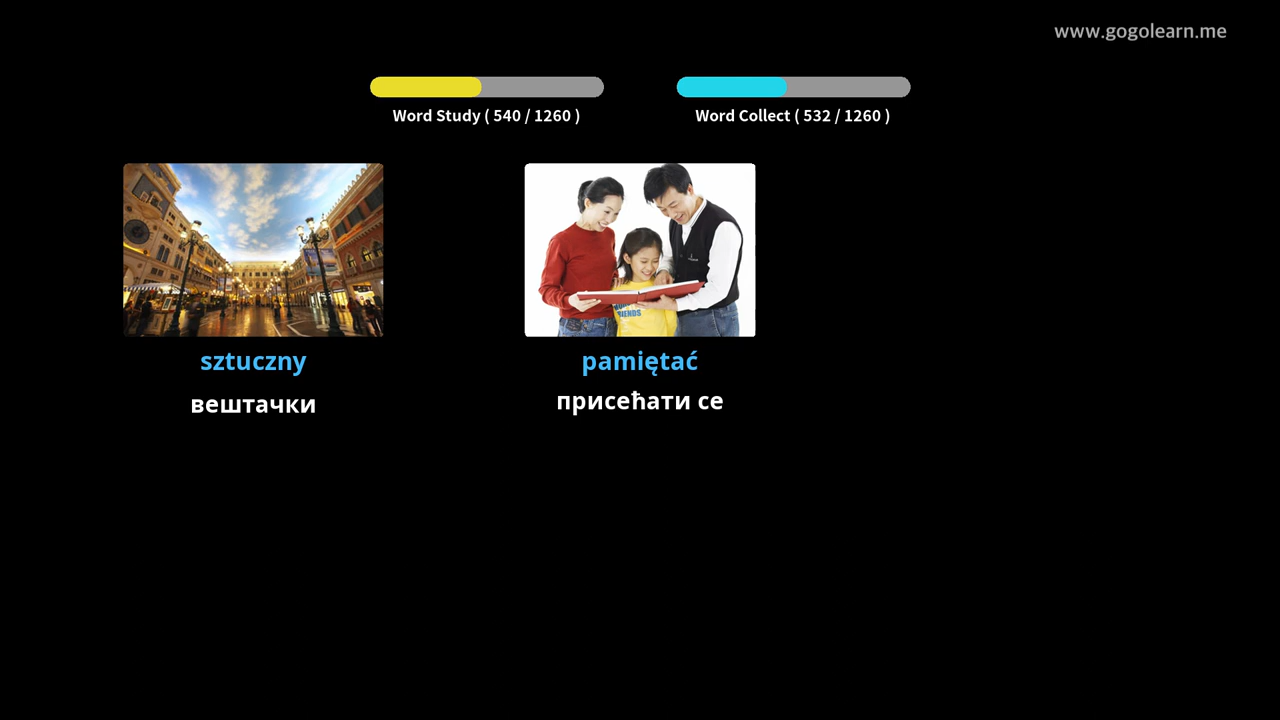 www.gogolearn.me
Word Study ( 540 / 1260 )
Word Collect ( 532 / 1260 )
sztuczny
вештачки
pamiętać
присећати се